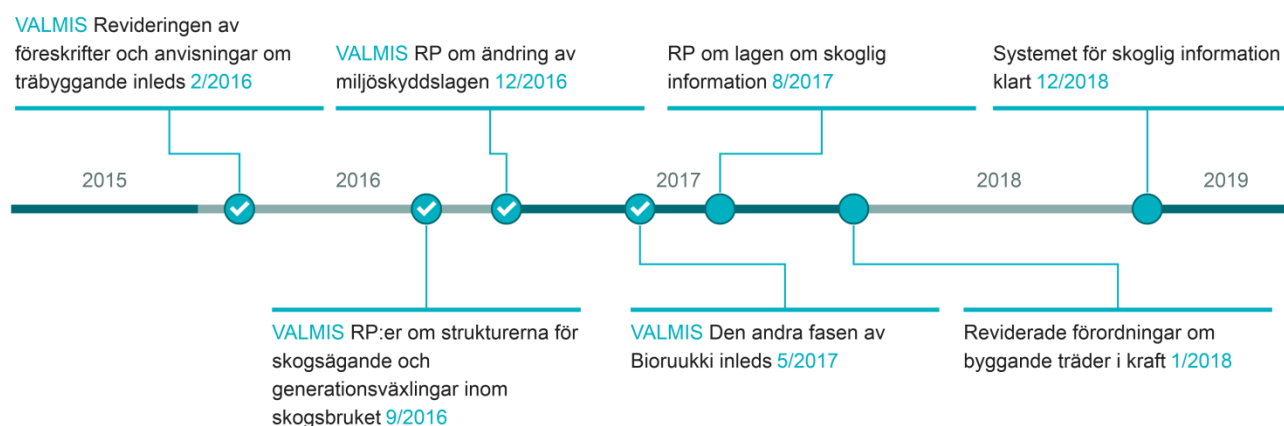 VALMIS Revideringen av
föreskrifter och anvisningar om
träbyggande inleds 2/2016
VALMIS RP om ändring av
miljöskyddslagen 12/2016
RP om lagen om skoglig
information 8/2017
Systemet för skoglig information
klart 12/2018
2015
2016
2017
2018
2019
VALMIS RP:er om strukturerna för
skogsägande och
generationsväxlingar inom
skogsbruket 9/2016
VALMIS Den andra fasen av
Bioruukki inleds 5/2017
Reviderade förordningar om
byggande träder i kraft 1/2018